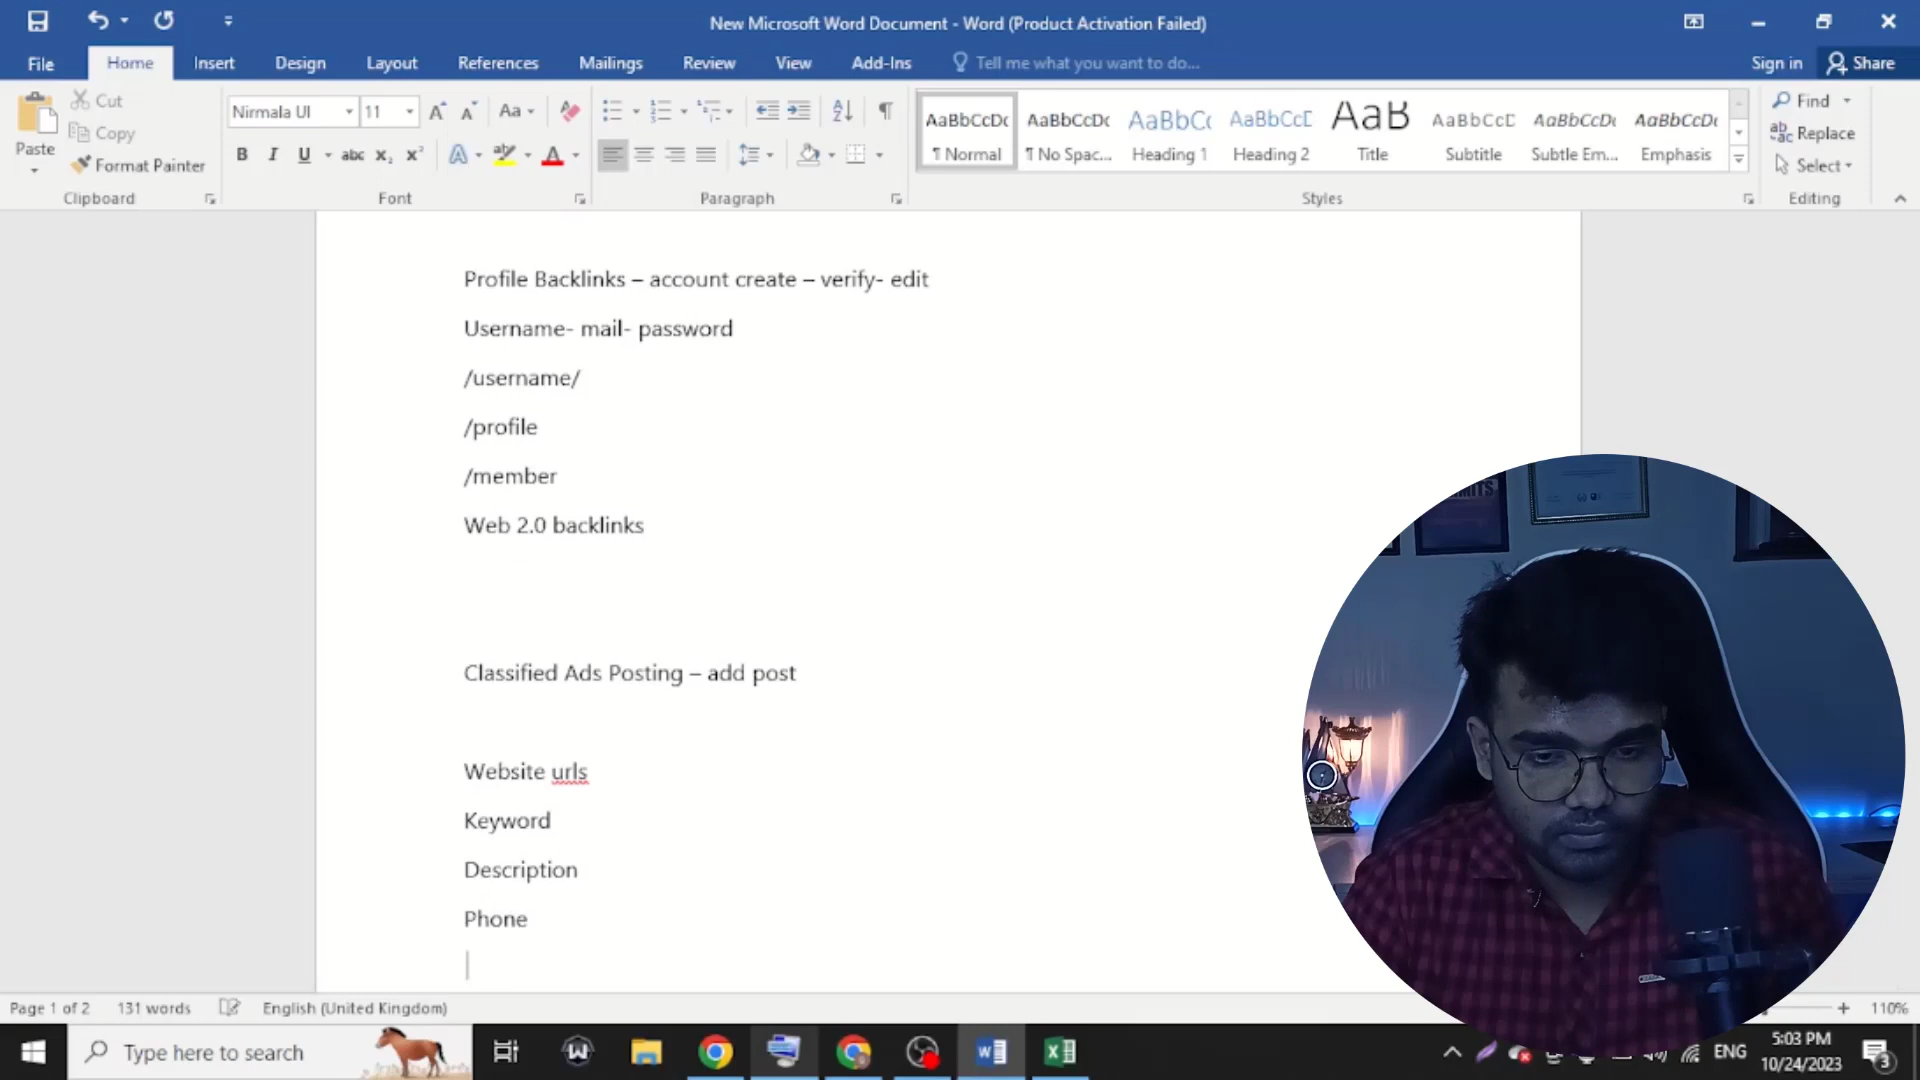 New Microsoft Word Document - Word (Product Activation Failed)
File Home Insert Design Layout References Mailings Review View Add-Ins Tell me what you want to do... Sign in Share
Paste
Cut
Copy
Format Painter
Clipboard
Nirmala UI 11
Font
Paragraph
AaBbCcDc AaBbCcDc AaBbCc AaBbCcD AaB AaBbCcD AaBbCcDc AaBbCcDc
¶ Normal ¶ No Spac... Heading 1 Heading 2 Title Subtitle Subtle Em... Emphasis
Styles
Find
Replace
Select
Editing
Profile Backlinks – account create – verify- edit
Username- mail- password
/username/
/profile
/member
Web 2.0 backlinks
Classified Ads Posting – add post
Website urls
Keyword
Description
Phone
Page 1 of 2 131 words English (United Kingdom) 110%
Type here to search
ENG
5:03 PM
10/24/2023
3